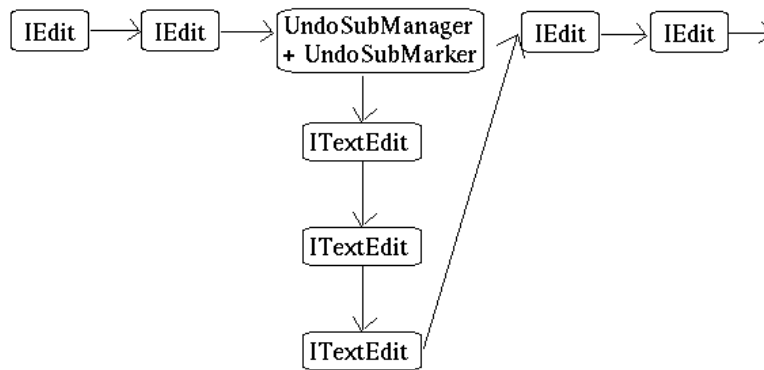 IEdit
IEdit
UndoSubManager
+ UndoSubMarker
ITextEdit
ITextEdit
ITextEdit
IEdit
IEdit